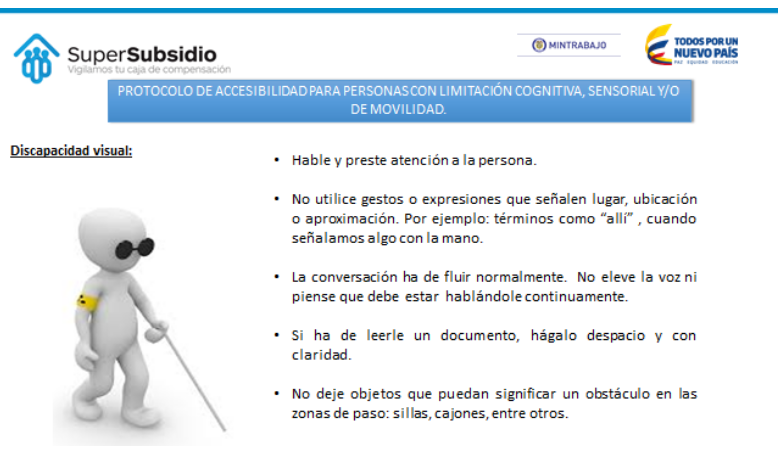 SuperSubsidio
Vigilamos tu caja de compensación
MINTRABAJO
TODOS POR UN
NUEVO PAÍS
PAZ EQUIDAD EDUCACIÓN
PROTOCOLO DE ACCESIBILIDAD PARA PERSONAS CON LIMITACIÓN COGNITIVA, SENSORIAL Y/O
DE MOVILIDAD.
Discapacidad visual:
• Hable y preste atención a la persona.
• No utilice gestos o expresiones que señalen lugar, ubicación
o aproximación. Por ejemplo: términos como “allí” , cuando
señalamos algo con la mano.
• La conversación ha de fluir normalmente. No eleve la voz ni
piense que debe estar hablándole continuamente.
• Si ha de leerle un documento, hágalo despacio y con
claridad.
• No deje objetos que puedan significar un obstáculo en las
zonas de paso: sillas, cajones, entre otros.